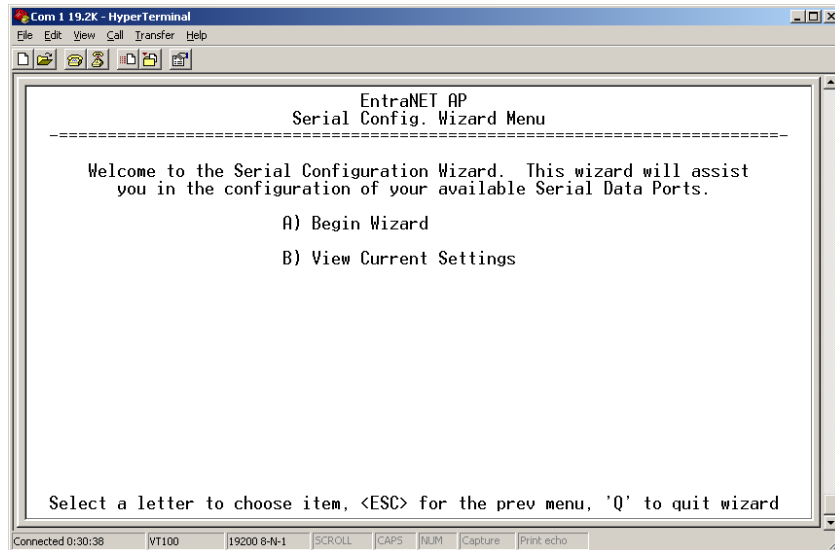 Com 1 19.2K - HyperTerminal
File Edit View Call Transfer Help
EntraNET AP
Serial Config. Wizard Menu
-==========================================================================-
Welcome to the Serial Configuration Wizard. This wizard will assist
you in the configuration of your available Serial Data Ports.
A) Begin Wizard
B) View Current Settings
Select a letter to choose item, <ESC> for the prev menu, 'Q' to quit wizard
Connected 0:30:38 VT100 19200 8-N-1 SCROLL CAPS NUM Capture Print echo